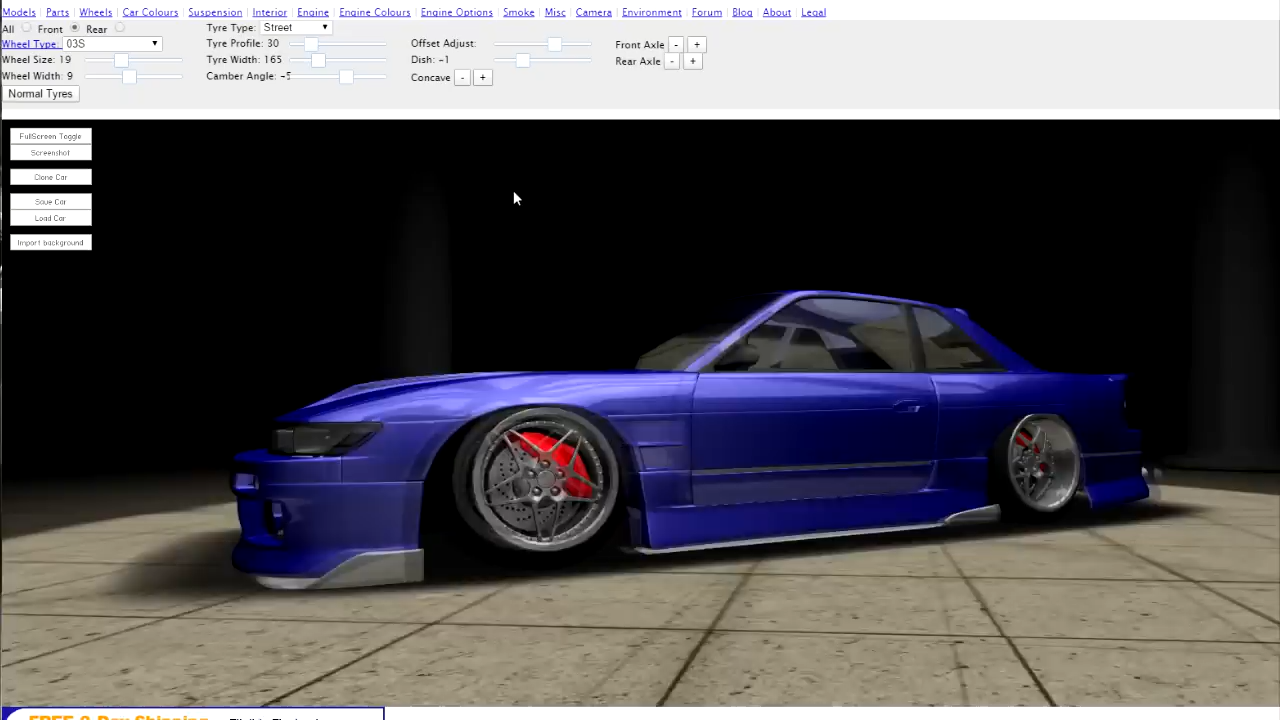 Models | Parts | Wheels | Car Colours | Suspension | Interior | Engine | Engine Colours | Engine Options | Smoke | Misc | Camera | Environment | Forum | Blog | About | Legal
All Front Rear
Wheel Type: 03S
Wheel Size: 19
Wheel Width: 9
Normal Tyres
Tyre Type: Street
Tyre Profile: 30
Tyre Width: 165
Camber Angle: -5
Offset Adjust:
Dish: -1
Concave - +
Front Axle - +
Rear Axle - +
FullScreen Toggle
Screenshot
Clone Car
Save Car
Load Car
Import background